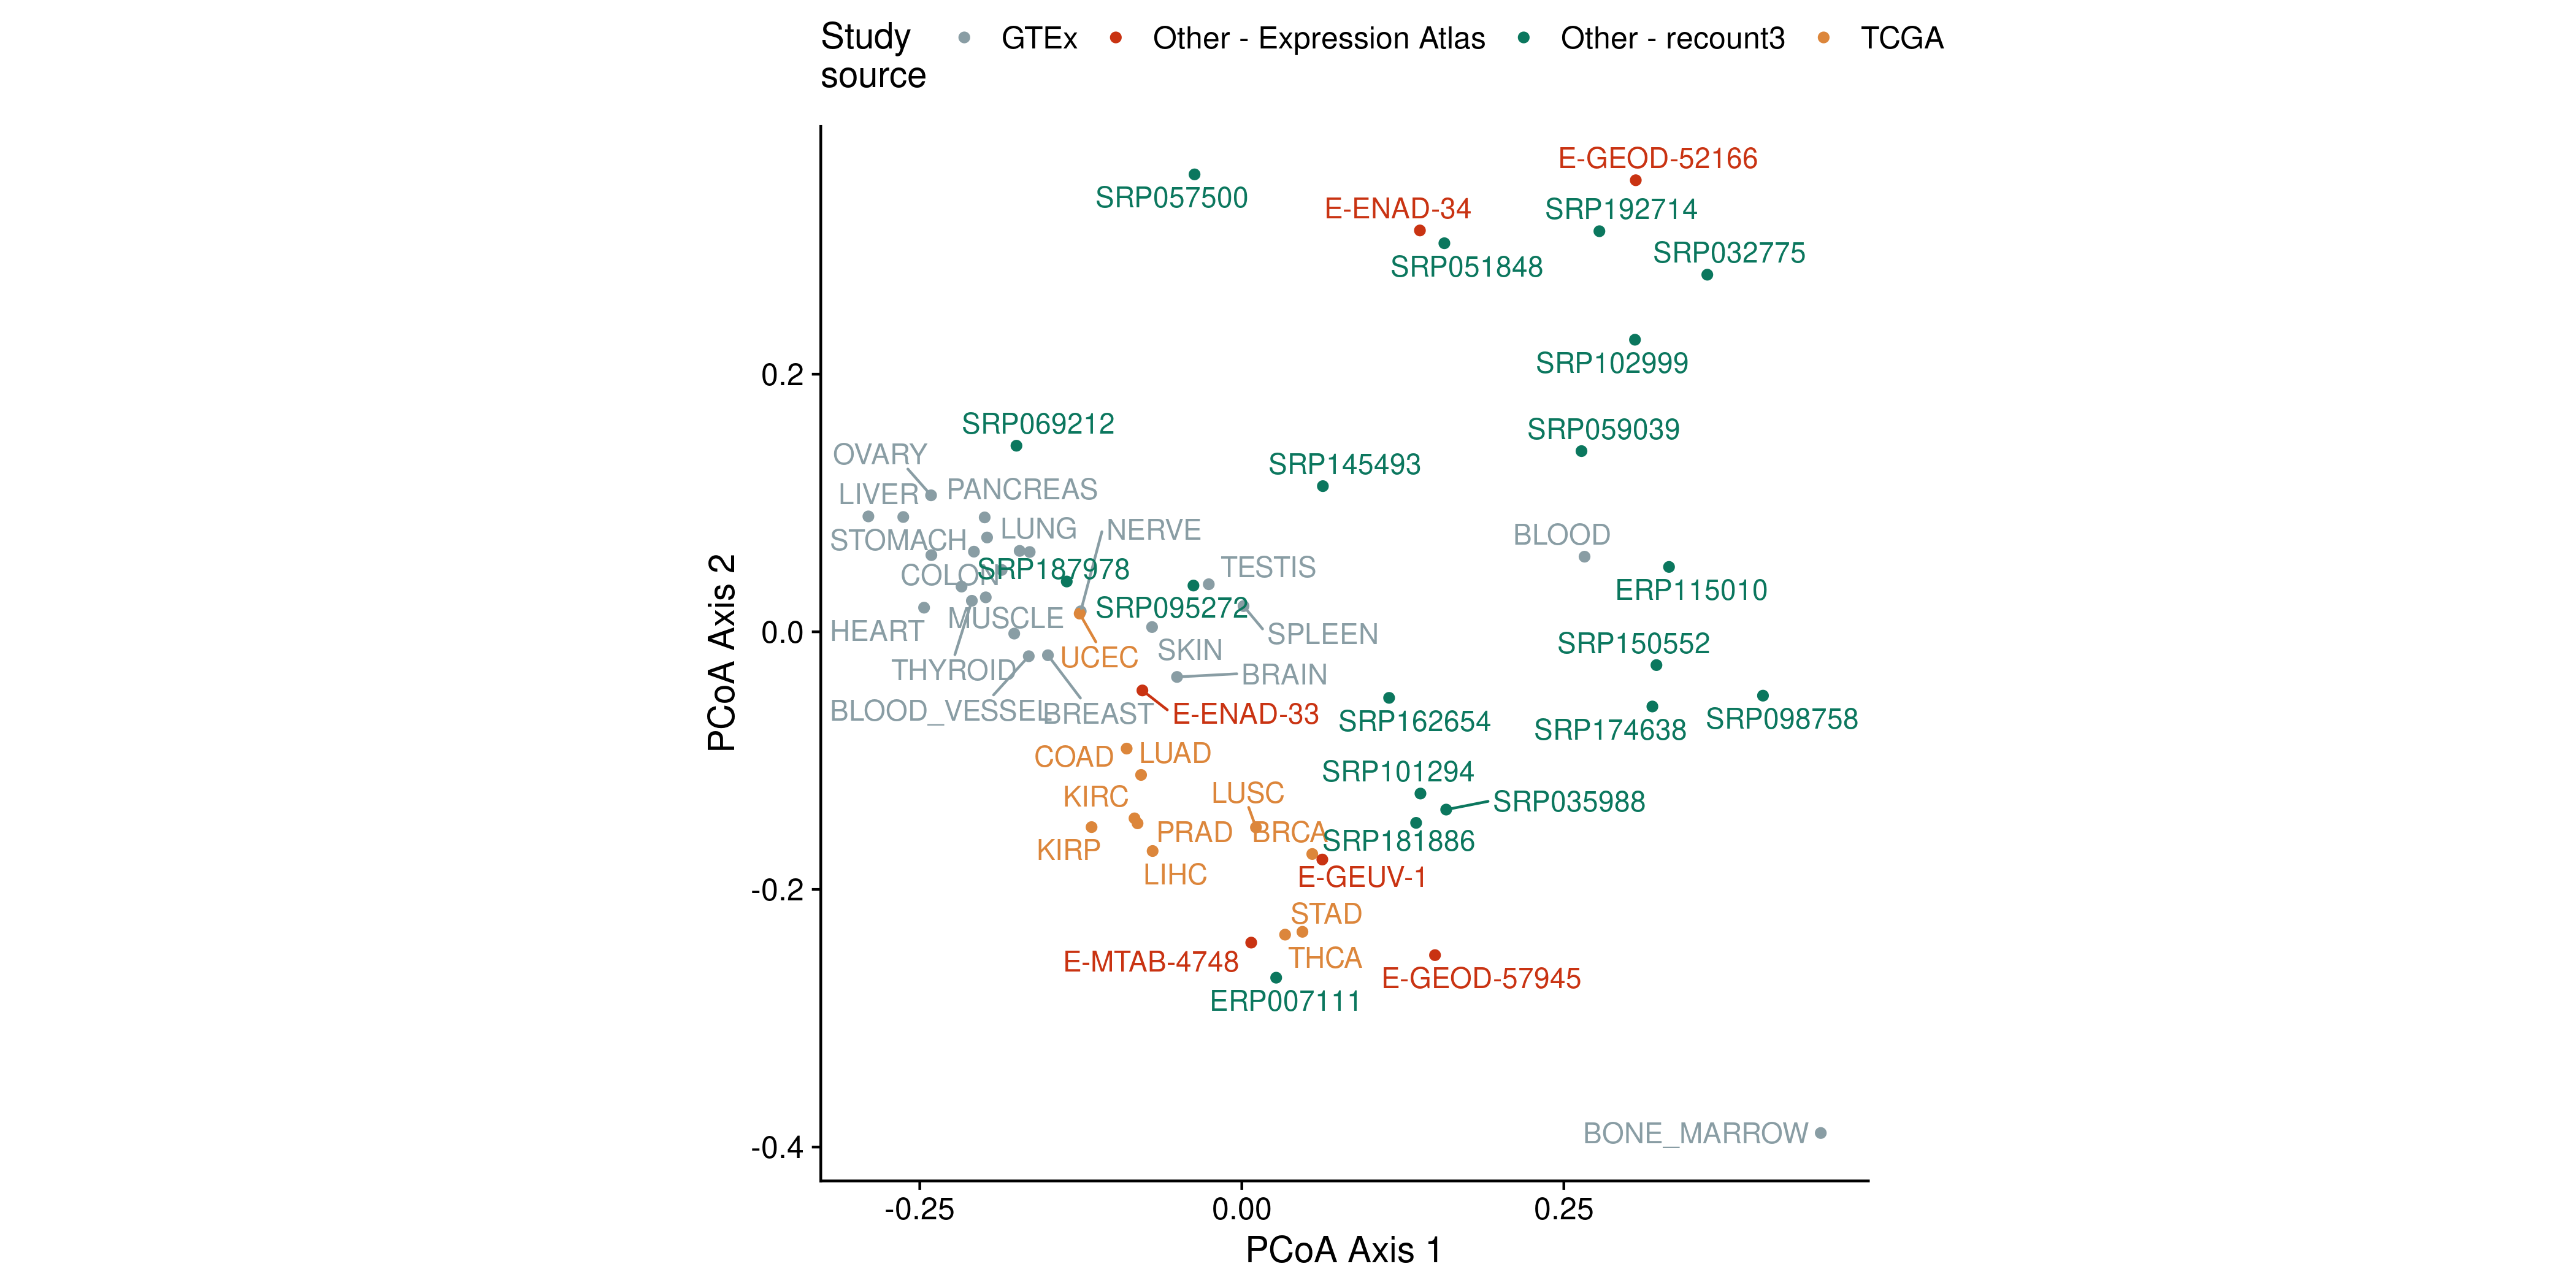 Study
source
GTEx
Other - Expression Atlas
Other - recount3
TCGA
E-GEOD-52166
SRP057500
E-ENAD-34
SRP192714
SRP051848
SRP032775
SRP102999
0.2
SRP069212
SRP059039
OVARY
SRP145493
LIVER
PANCREAS
LUNG
NERVE
BLOOD
STOMACH
SRP187978
TESTIS
COLON
ERP115010
SRP095272
MUSCLE
HEART
0.0
SPLEEN
SRP150552
SKIN
UCEC
THYROID
BRAIN
BLOOD_VESSEL
BREAST
E-ENAD-33
SRP162654
SRP174638
SRP098758
COAD
LUAD
SRP101294
KIRC
LUSC
SRP035988
PRAD
BRCA
SRP181886
KIRP
LIHC
E-GEUV-1
-0.2
STAD
E-MTAB-4748
THCA
E-GEOD-57945
ERP007111
BONE_MARROW
-0.4
-0.25
0.00
0.25
PCoA Axis 1
PCoA Axis 2